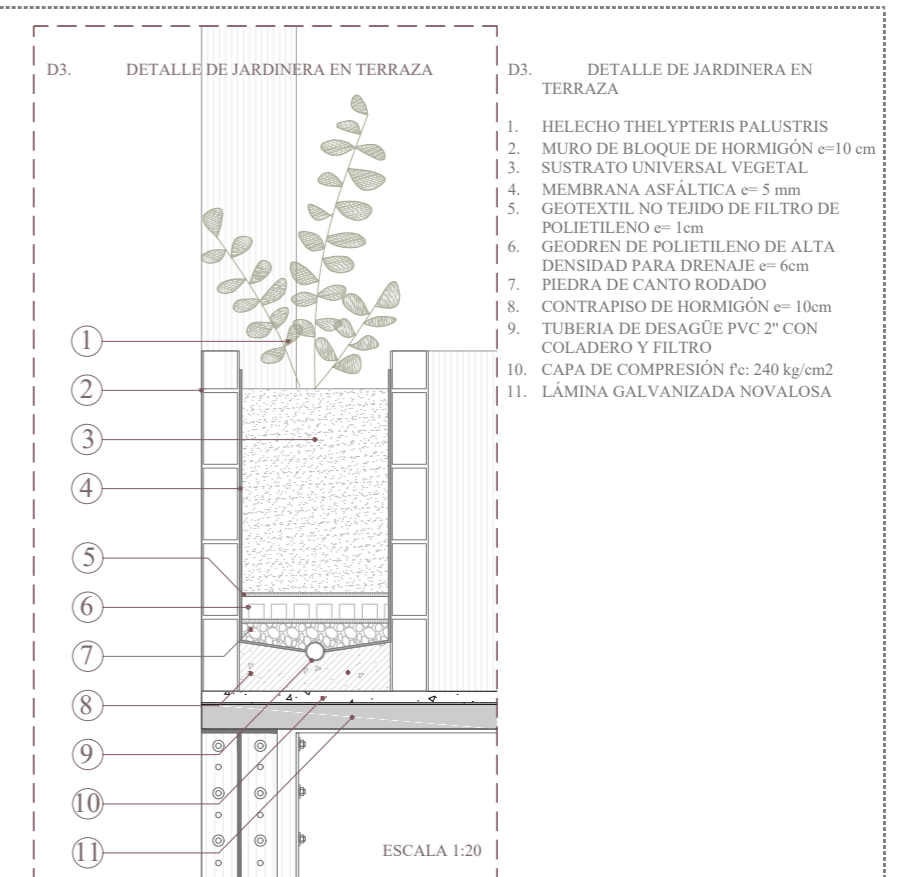 D3. DETALLE DE JARDINERA EN TERRAZA
1
2
3
4
5
6
7
8
9
10
11
ESCALA 1:20
D3. DETALLE DE JARDINERA EN
TERRAZA
1. HELECHO THELYPTERIS PALUSTRIS
2. MURO DE BLOQUE DE HORMIGÓN e=10 cm
3. SUSTRATO UNIVERSAL VEGETAL
4. MEMBRANA ASFÁLTICA e= 5 mm
5. GEOTEXTIL NO TEJIDO DE FILTRO DE
POLIETILENO e= 1cm
6. GEODREN DE POLIETILENO DE ALTA
DENSIDAD PARA DRENAJE e= 6cm
7. PIEDRA DE CANTO RODADO
8. CONTRAPISO DE HORMIGÓN e= 10cm
9. TUBERIA DE DESAGÜE PVC 2" CON
COLADERO Y FILTRO
10. CAPA DE COMPRESIÓN f'c: 240 kg/cm2
11. LÁMINA GALVANIZADA NOVALOSA